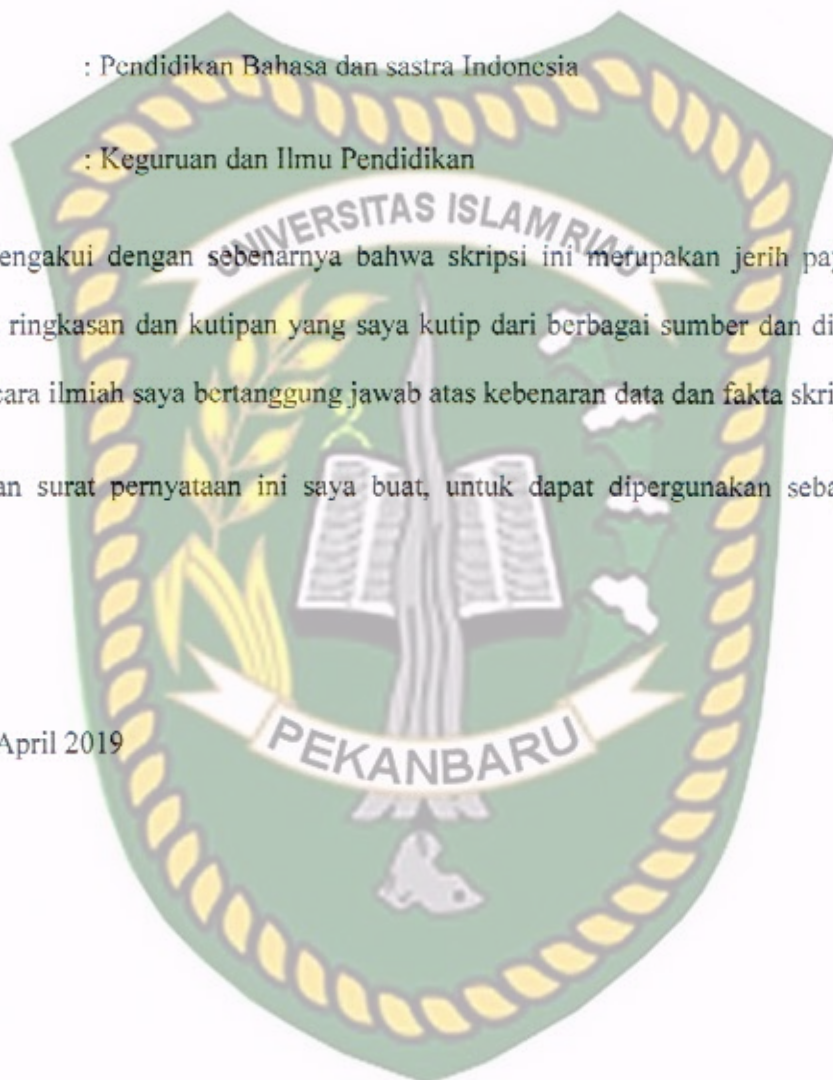 : Pendidikan Bahasa dan sastra Indonesia
: Keguruan dan Ilmu Pendidikan
UNIVERSITAS ISLAM RIAU
engakui dengan sebenarnya bahwa skripsi ini merupakan jerih pay
ringkasan dan kutipan yang saya kutip dari berbagai sumber dan di
cara ilmiah saya bertanggung jawab atas kebenaran data dan fakta skri
an surat pernyataan ini saya buat, untuk dapat dipergunakan seba
April 2019
PEKANBARU